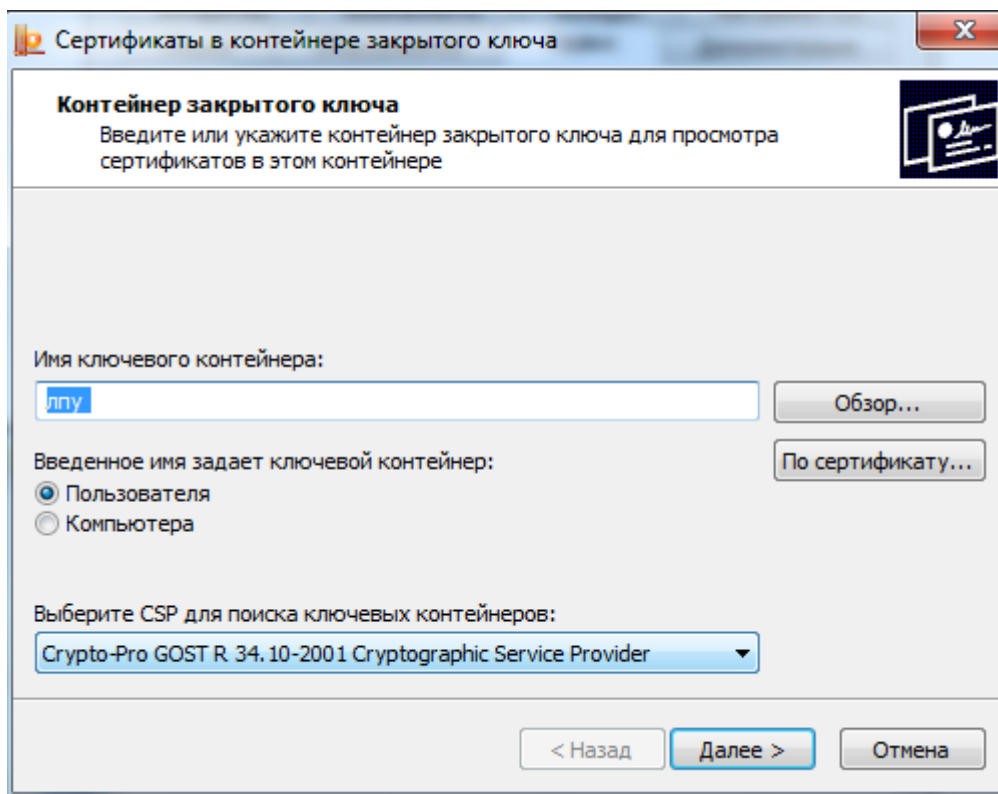 Сертификаты в контейнере закрытого ключа
Контейнер закрытого ключа
Введите или укажите контейнер закрытого ключа для просмотра
сертификатов в этом контейнере
Имя ключевого контейнера:
лпу
Обзор...
Введенное имя задает ключевой контейнер:
По сертификату...
Пользователя
Компьютера
Выберите CSP для поиска ключевых контейнеров:
Crypto-Pro GOST R 34.10-2001 Cryptographic Service Provider
< Назад
Далее >
Отмена